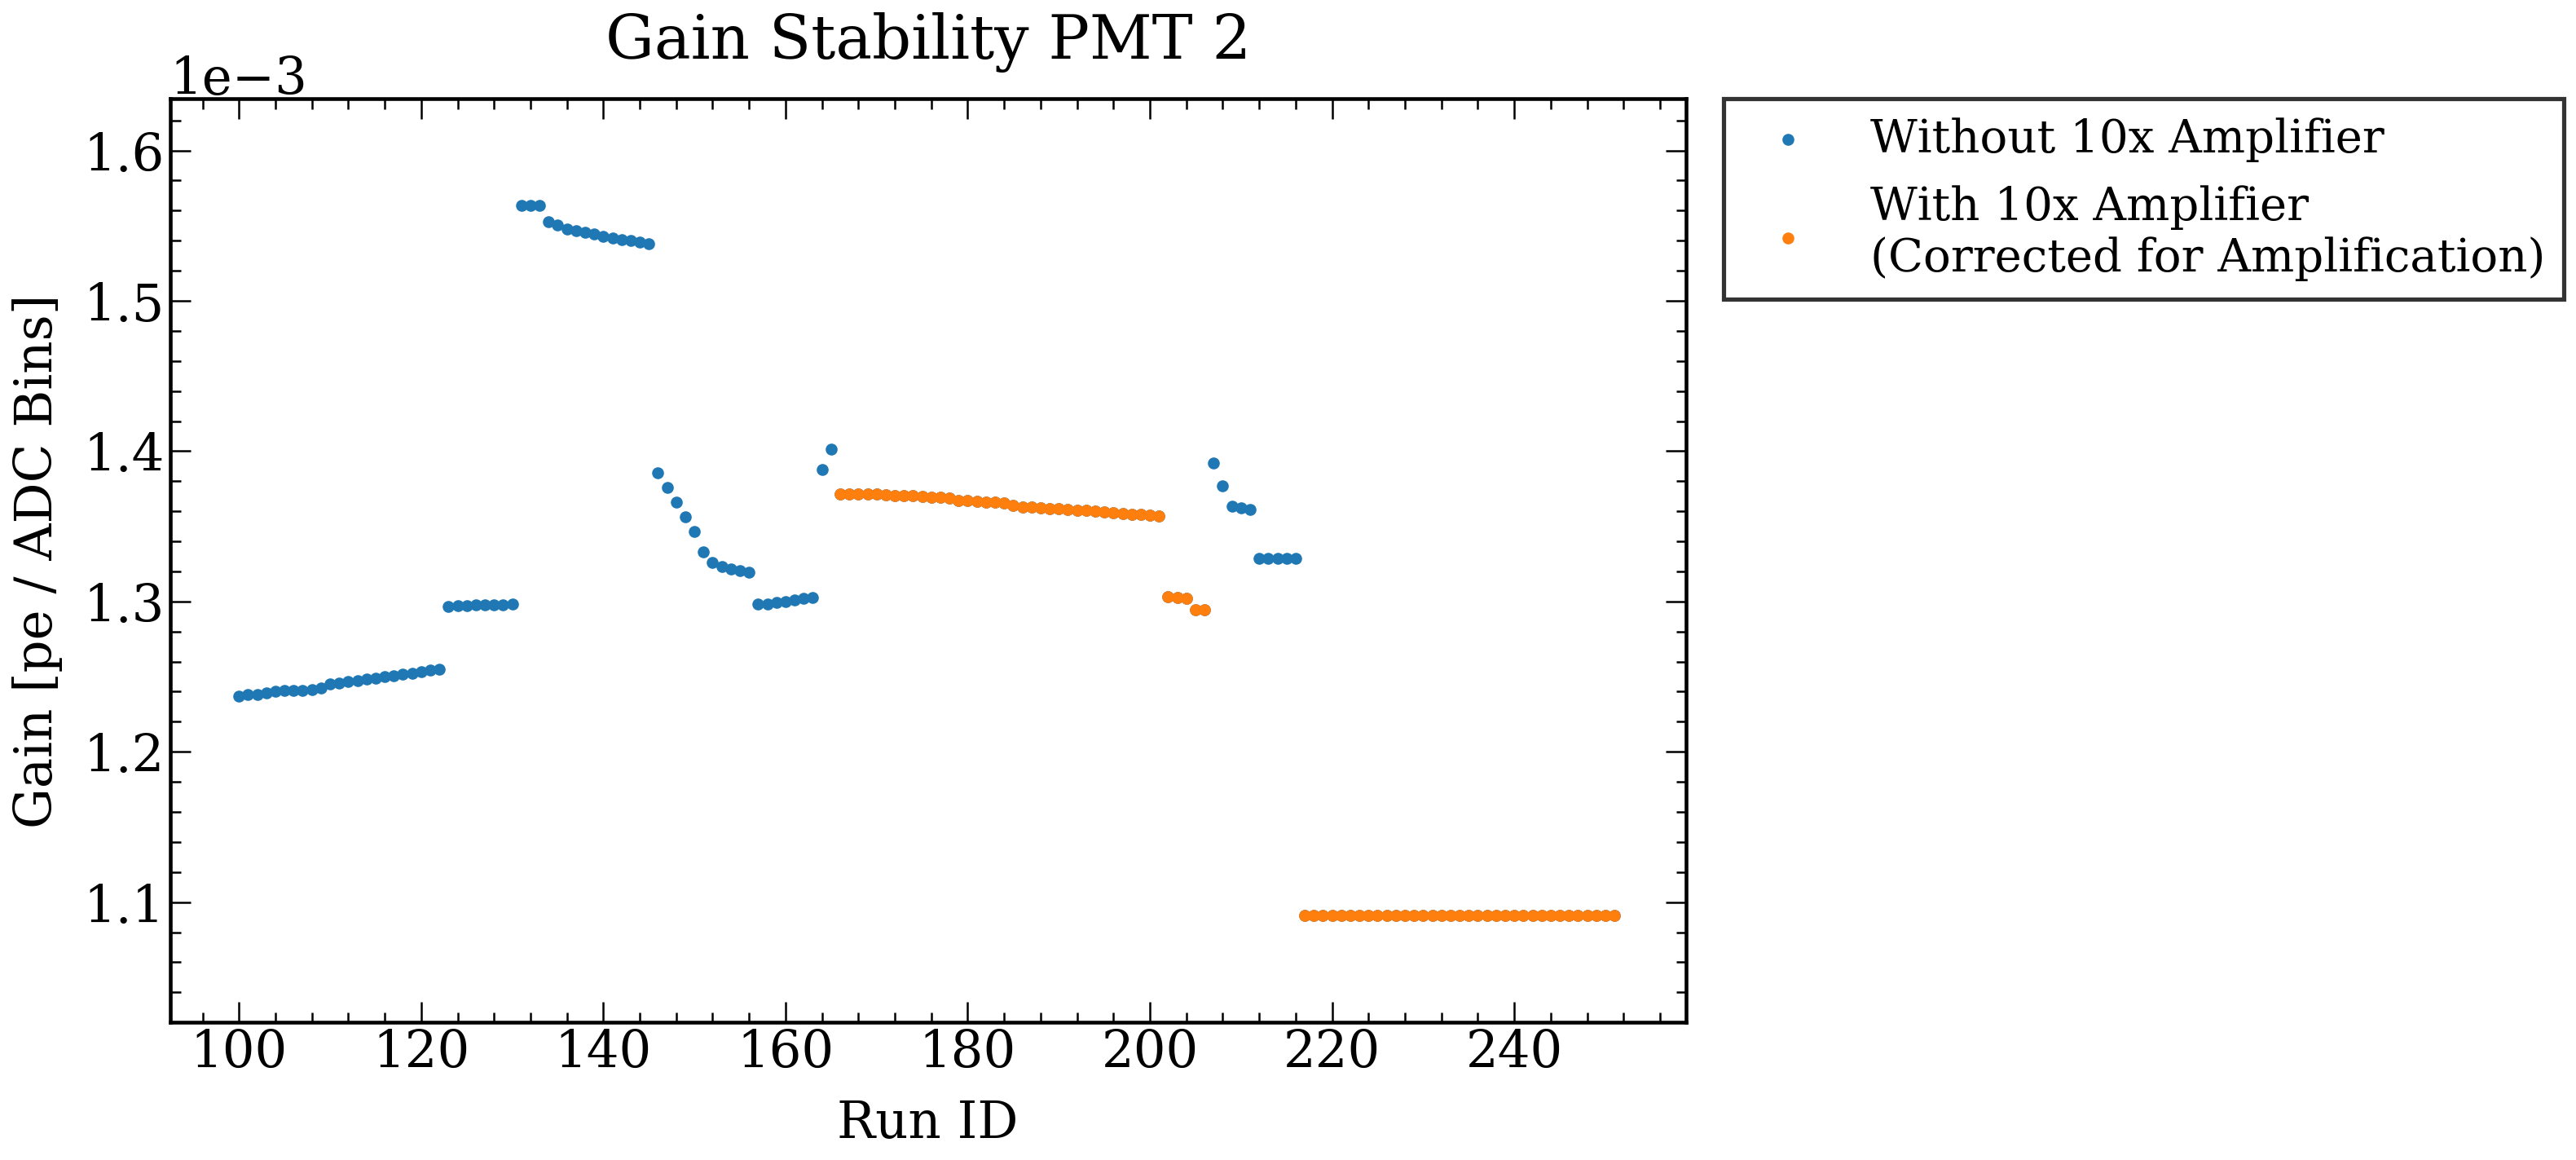 Gain Stability PMT 2
1e−3
1.6
1.5
1.4
1.3
1.2
1.1
Gain [pe / ADC Bins]
100 120 140 160 180 200 220 240
Run ID
Without 10x Amplifier
With 10x Amplifier
(Corrected for Amplification)